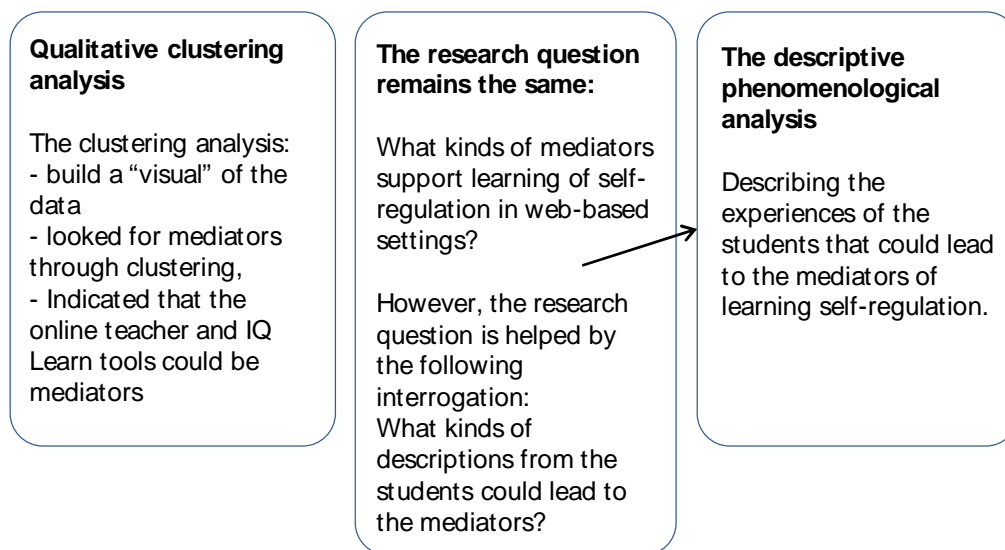 Qualitative clustering
analysis
The clustering analysis:
- build a “visual” of the
data
- looked for mediators
through clustering,
- Indicated that the
online teacher and IQ
Learn tools could be
mediators
The research question
remains the same:
What kinds of mediators
support learning of self-
regulation in web-based
settings?
However, the research
question is helped by
the following
interrogation:
What kinds of
descriptions from the
students could lead to
the mediators?
The descriptive
phenomenological
analysis
Describing the
experiences of the
students that could lead
to the mediators of
learning self-regulation.